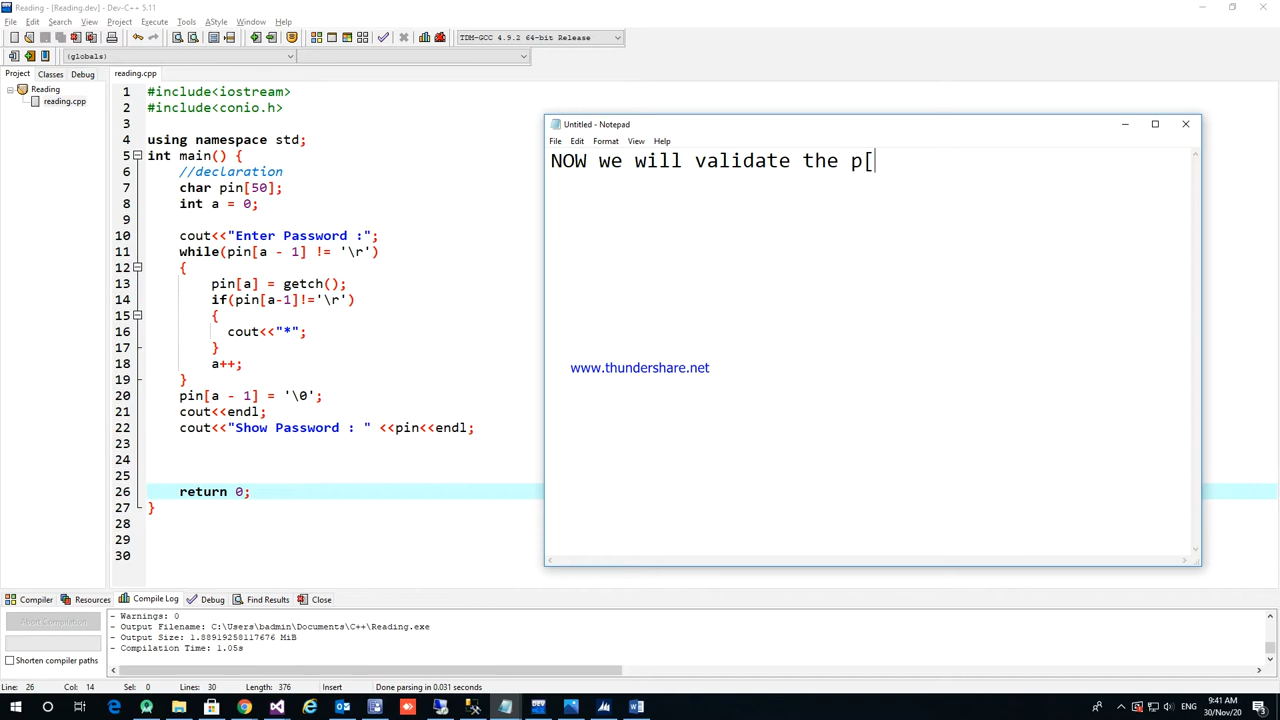 Reading - [Reading.dev] - Dev-C++ 5.11
File Edit Search View Project Execute Tools AStyle Window Help
TDM-GCC 4.9.2 64-bit Release
(globals)
Project Classes Debug
reading.cpp
Reading
reading.cpp
1 #include<iostream>
2 #include<conio.h>
3
4 using namespace std;
5 int main() {
6 //declaration
7 char pin[50];
8 int a = 0;
9
10 cout<<"Enter Password :";
11 while(pin[a - 1] != '\r')
12 {
13 pin[a] = getch();
14 if(pin[a-1]!='\r')
15 {
16 cout<<"*";
17 }
18 a++;
19 }
20 pin[a - 1] = '\0';
21 cout<<endl;
22 cout<<"Show Password : " <<pin<<endl;
23
24
25
26 return 0;
27 }
28
29
30
Untitled - Notepad
File Edit Format View Help
NOW we will validate the p[
www.thundershare.net
Compiler Resources Compile Log Debug Find Results Close
Abort Compilation
Shorten compiler paths
- Warnings: 0
- Output Filename: C:\Users\badmin\Documents\C++\Reading.exe
- Output Size: 1.88919258117676 MiB
- Compilation Time: 1.05s
Line: 26 Col: 14 Sel: 0 Lines: 30 Length: 376 Insert Done parsing in 0.031 seconds
ENG 9:41 AM
30/Nov/20
3